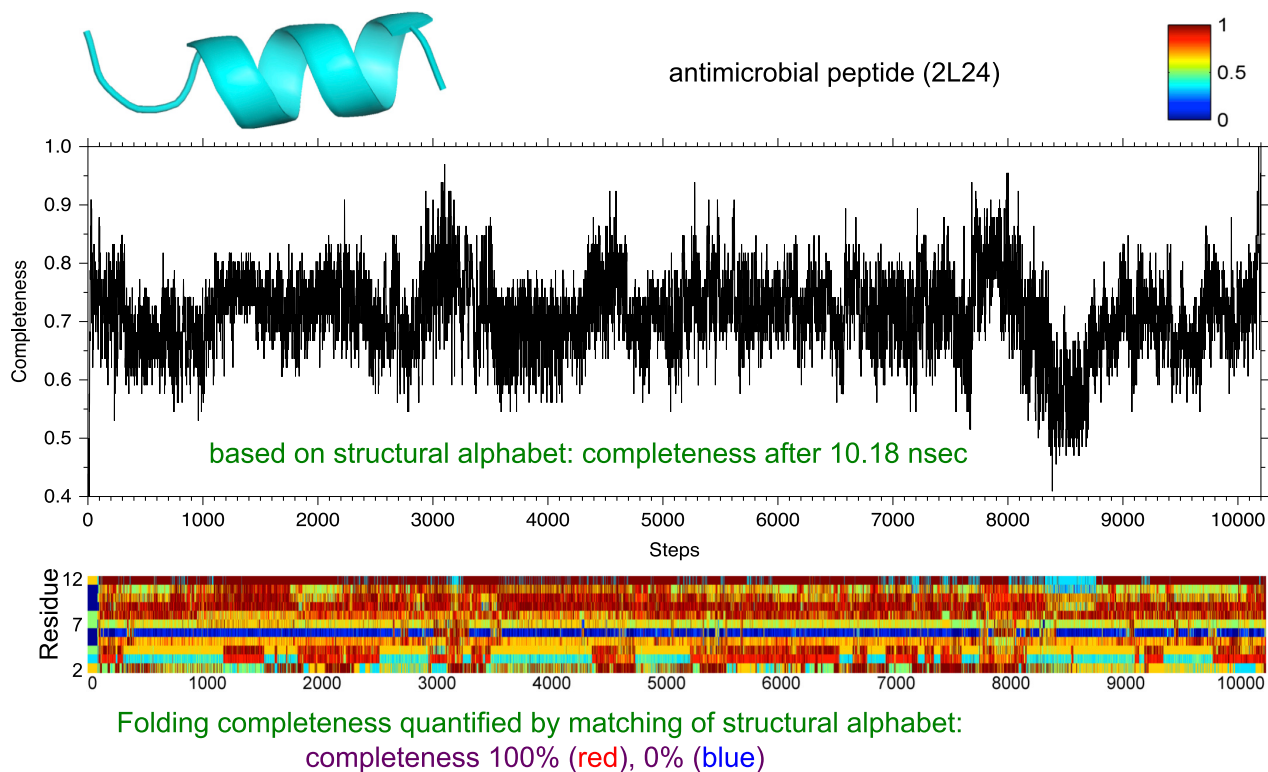 antimicrobial peptide (2L24)
1
0.5
0
1.0
0.9
0.8
0.7
0.6
0.5
0.4
Completeness
based on structural alphabet: completeness after 10.18 nsec
0 1000 2000 3000 4000 5000 6000 7000 8000 9000 10000
Steps
12
7
2
Residue
0 1000 2000 3000 4000 5000 6000 7000 8000 9000 10000
Folding completeness quantified by matching of structural alphabet:
completeness 100% (red), 0% (blue)